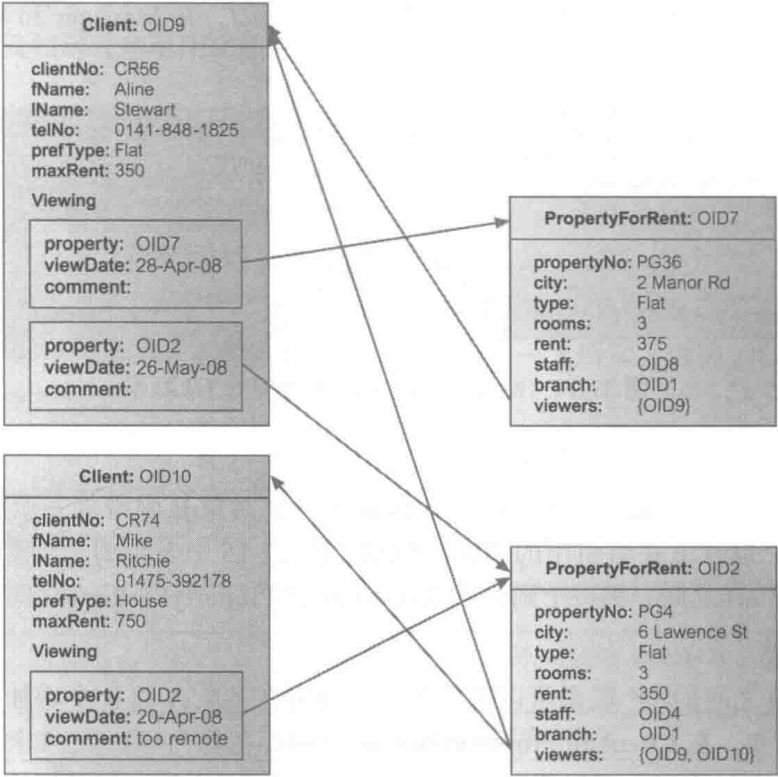 Client: OID9
clientNo: CR56
fName: Aline
lName: Stewart
telNo: 0141-848-1825
prefType: Flat
maxRent: 350
Viewing
property: OID7
viewDate: 28-Apr-08
comment:
property: OID2
viewDate: 26-May-08
comment:
PropertyForRent: OID7
propertyNo: PG36
city: 2 Manor Rd
type: Flat
rooms: 3
rent: 375
staff: OID8
branch: OID1
viewers: {OID9}
Client: OID10
clientNo: CR74
fName: Mike
lName: Ritchie
telNo: 01475-392178
prefType: House
maxRent: 750
Viewing
property: OID2
viewDate: 20-Apr-08
comment: too remote
PropertyForRent: OID2
propertyNo: PG4
city: 6 Lawence St
type: Flat
rooms: 3
rent: 350
staff: OID4
branch: OID1
viewers: {OID9, OID10}